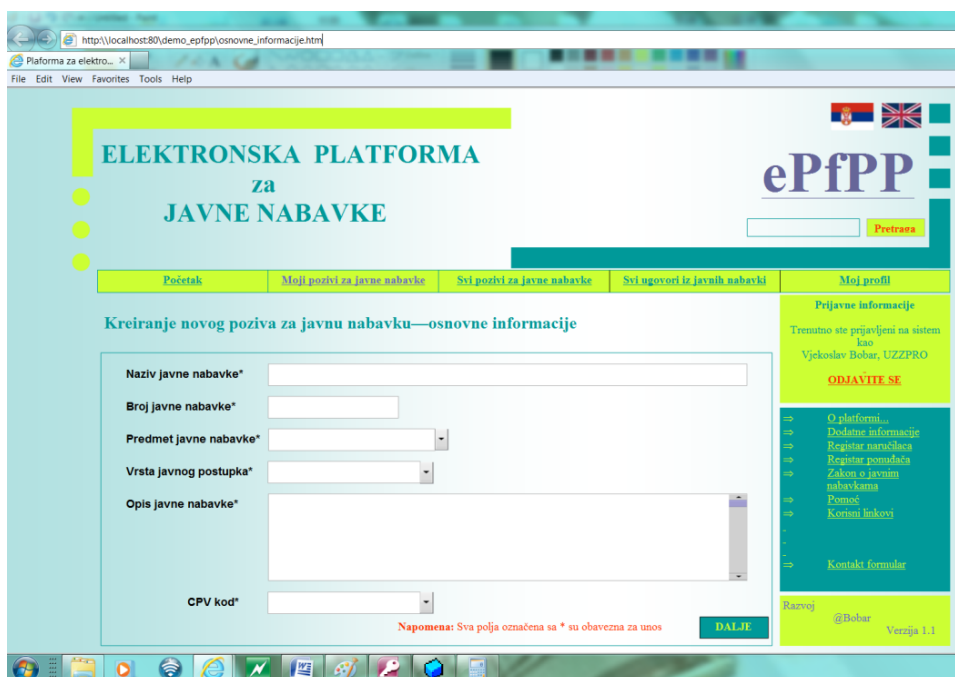 http:\\localhost:80\demo_epfpp\osnovne_informacije.htm
Plaforma za elektro...
File Edit View Favorites Tools Help
ELEKTRONSKA PLATFORMA
za
JAVNE NABAVKE
ePfPP
Pretraga
Početak Moji pozivi za javne nabavke Svi pozivi za javne nabavke Svi ugovori iz javnih nabavki Moj profil
Kreiranje novog poziva za javnu nabavku—osnovne informacije
Naziv javne nabavke*
Broj javne nabavke*
Predmet javne nabavke*
Vrsta javnog postupka*
Opis javne nabavke*
CPV kod*
Napomena: Sva polja označena sa * su obavezna za unos
DALJE
Prijavne informacije
Trenutno ste prijavljeni na sistem
kao
Vjekoslav Bobar, UZZPRO
ODJAVITE SE
⇒ O platformi...
⇒ Dodatne informacije
⇒ Registar naručilaca
⇒ Registar ponuđača
⇒ Zakon o javnim
nabavkama
⇒ Pomoć
⇒ Korisni linkovi
⇒ Kontakt formular
Razvoj
@Bobar
Verzija 1.1